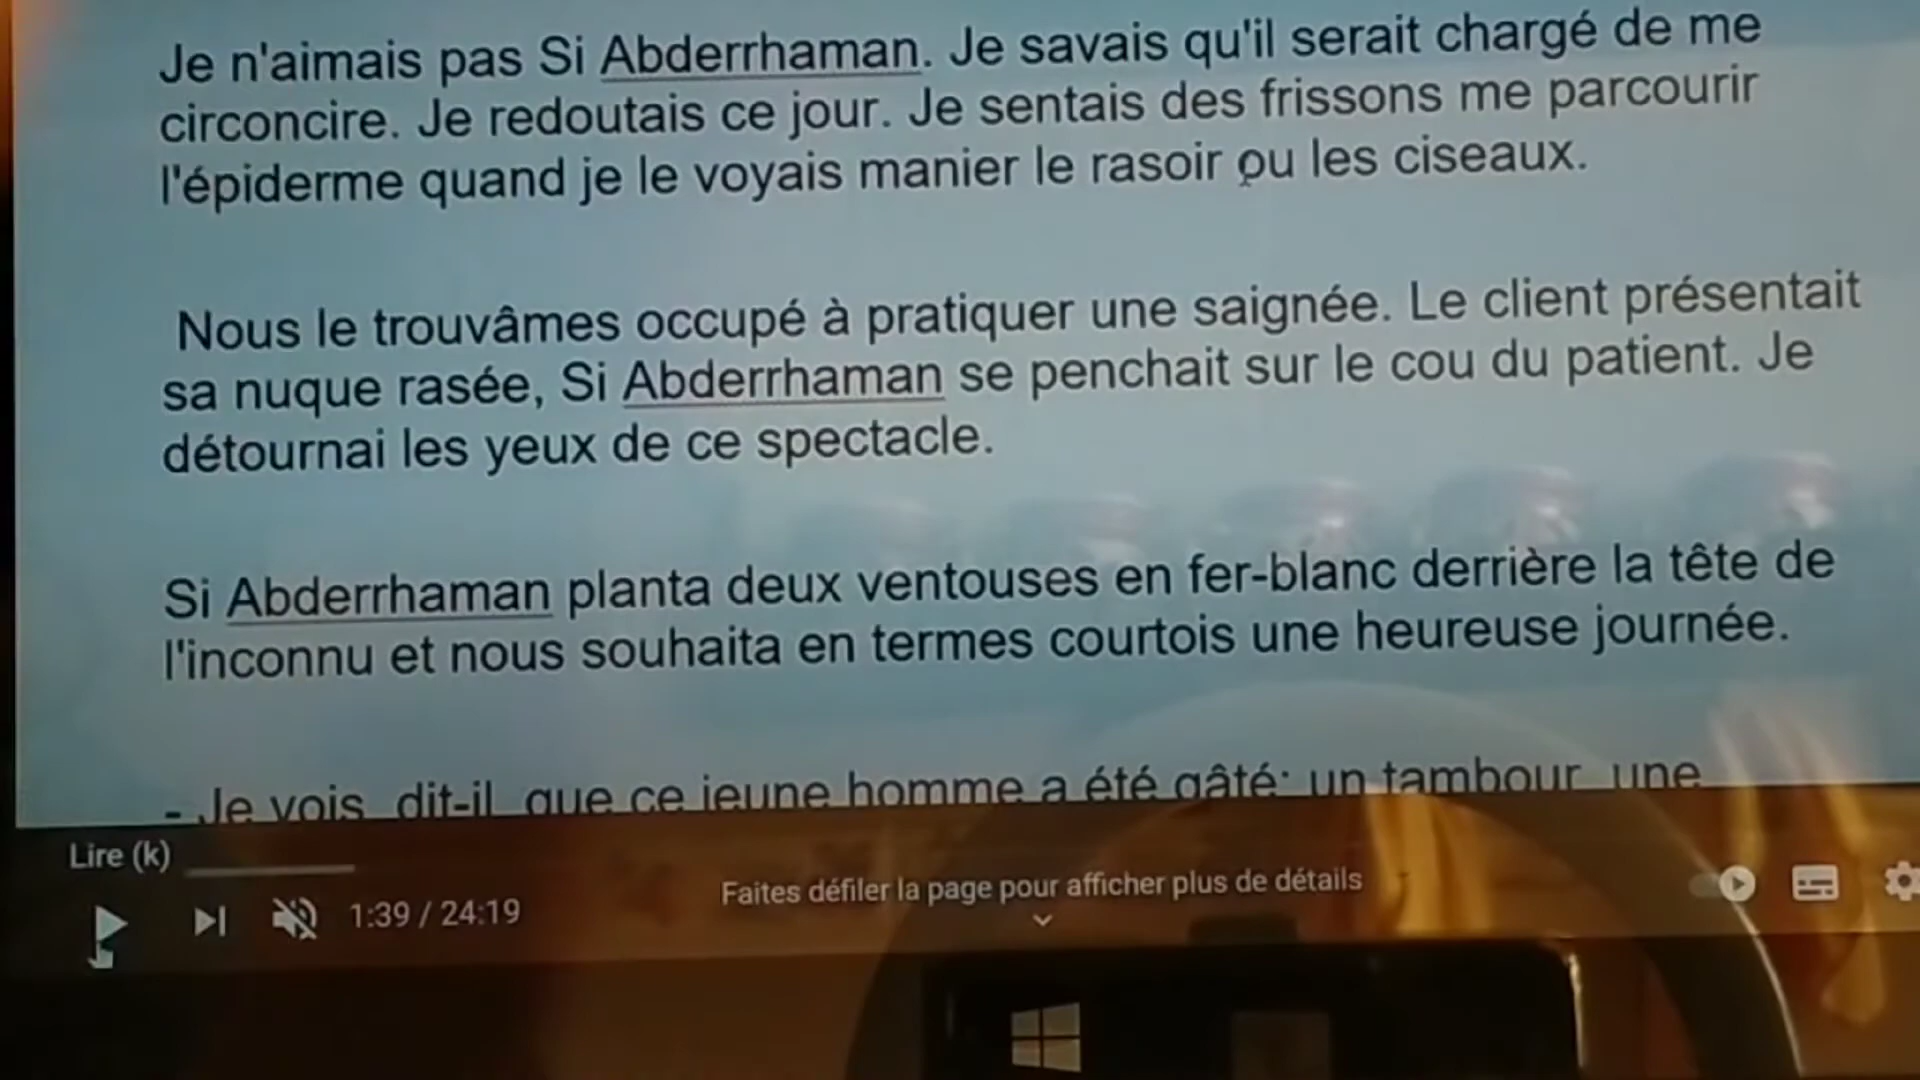 Je n'aimais pas Si Abderrhaman. Je savais qu'il serait chargé de me
circoncire. Je redoutais ce jour. Je sentais des frissons me parcourir
l'épiderme quand je le voyais manier le rasoir ou les ciseaux.
Nous le trouvâmes occupé à pratiquer une saignée. Le client présentait
sa nuque rasée, Si Abderrhaman se penchait sur le cou du patient. Je
détournai les yeux de ce spectacle.
Si Abderrhaman planta deux ventouses en fer-blanc derrière la tête de
l'inconnu et nous souhaita en termes courtois une heureuse journée.
- Je vois, dit-il, que ce jeune homme a été gâté: un tambour, une
Lire (k)
1:39 / 24:19
Faites défiler la page pour afficher plus de détails